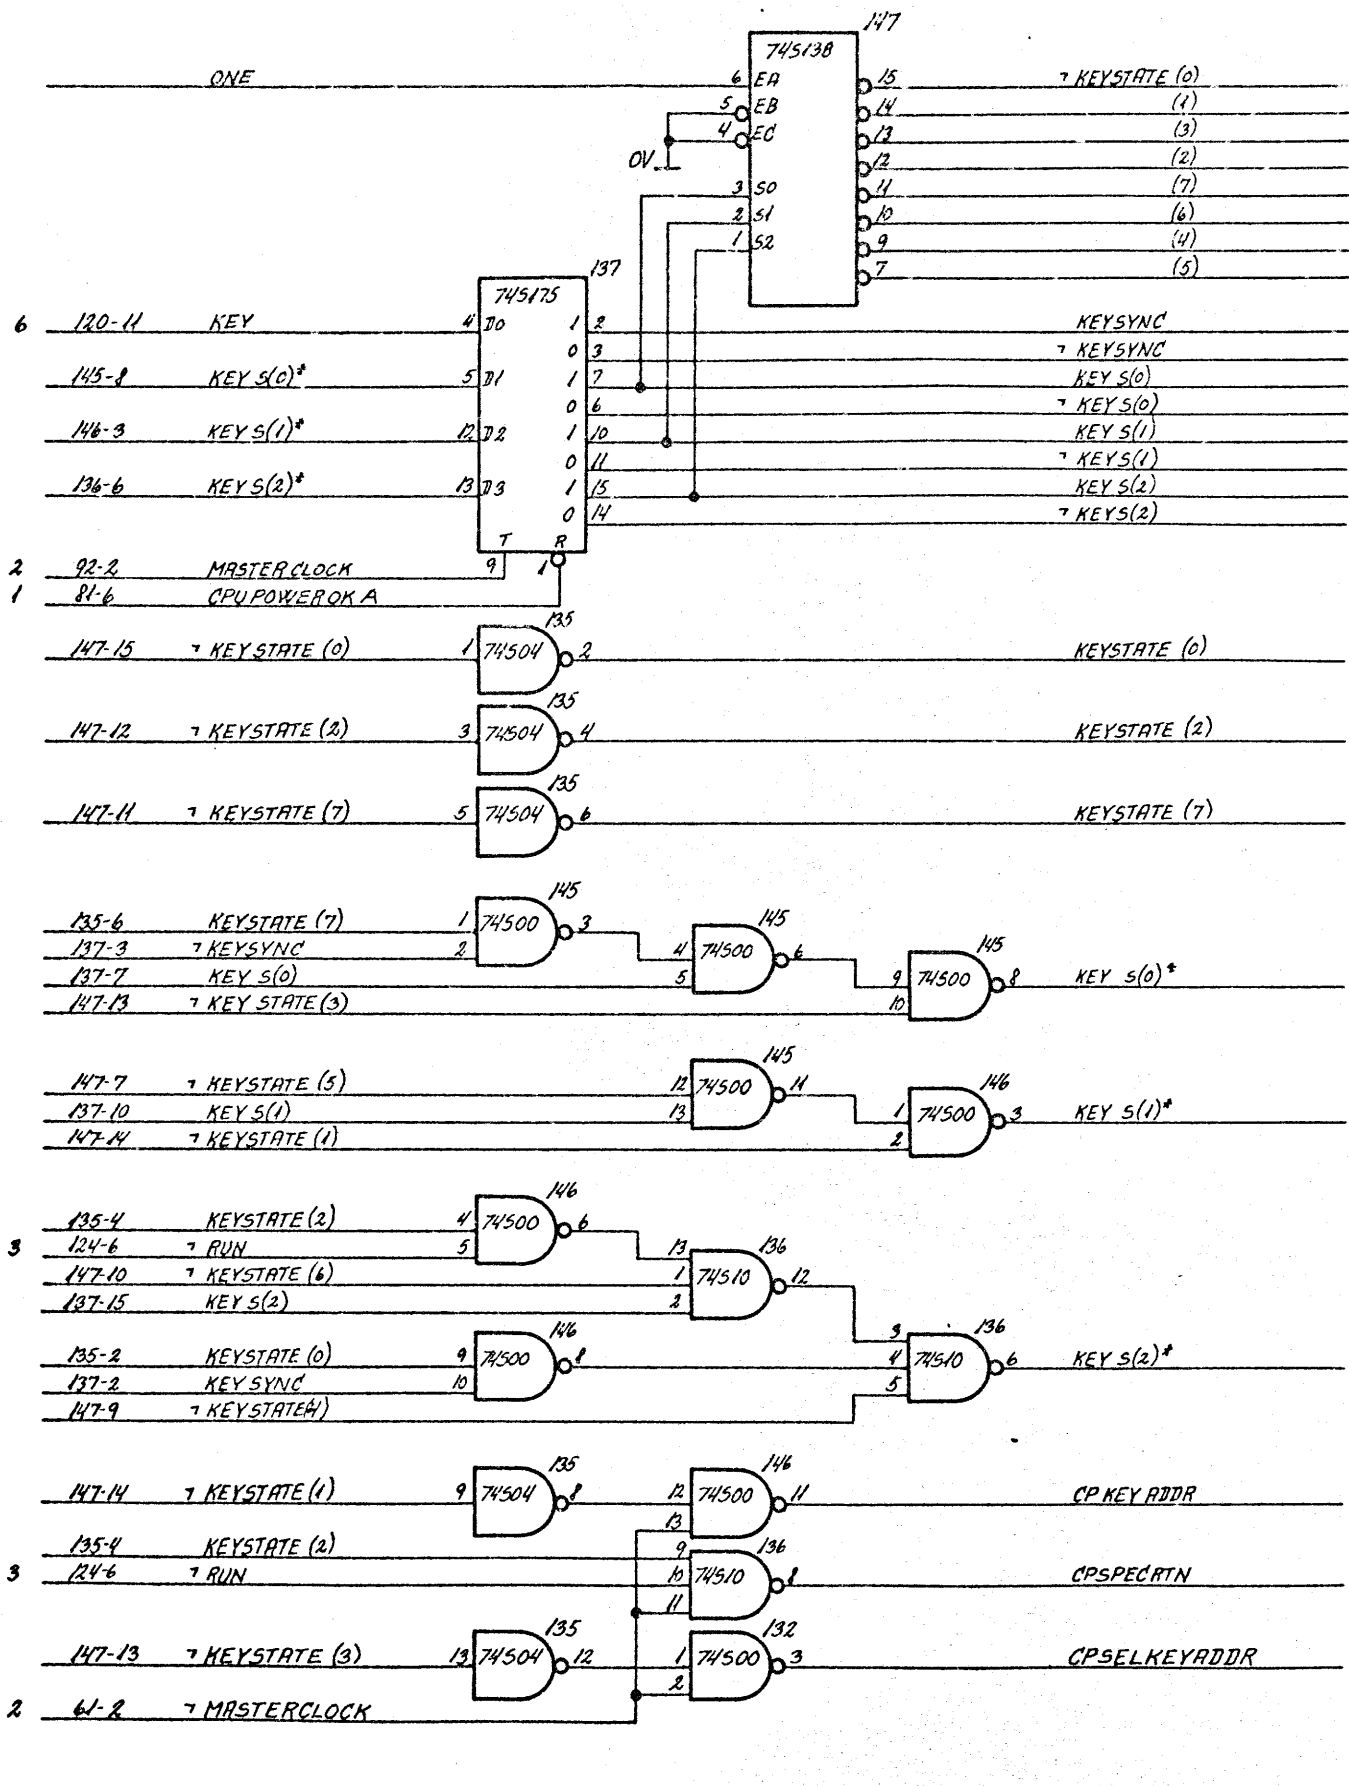 147
74S138
ONE 6 EA 15 ¬ KEYSTATE (0)
5 EB 14 (1)
4 EC 13 (3)
0V 12 (2)
3 S0 11 (7)
2 S1 10 (6)
1 S2 9 (4)
7 (5)
137
74S175
6 120-11 KEY 4 D0 1 2 KEYSYNC
0 3 ¬ KEYSYNC
145-8 KEY S(0)* 5 D1 1 7 KEY S(0)
0 6 ¬ KEY S(0)
146-3 KEY S(1)* 12 D2 1 10 KEY S(1)
0 11 ¬ KEY S(1)
136-6 KEY S(2)* 13 D3 1 15 KEY S(2)
0 14 ¬ KEY S(2)
T R
2 92-2 MASTERCLOCK 9 1
1 81-6 CPUPOWEROK A
135
147-15 ¬ KEYSTATE (0) 1 74S04 2 KEYSTATE (0)
135
147-12 ¬ KEYSTATE (2) 3 74S04 4 KEYSTATE (2)
135
147-11 ¬ KEYSTATE (7) 5 74S04 6 KEYSTATE (7)
145
135-6 KEYSTATE (7) 1 74S00 3 145
137-3 ¬ KEYSYNC 2 4 74S00 6 145
137-7 KEY S(0) 5 9 74S00 8 KEY S(0)*
147-13 ¬ KEY STATE (3) 10
145
147-7 ¬ KEYSTATE (5) 12 74S00 11 146
137-10 KEY S(1) 13 1 74S00 3 KEY S(1)*
147-14 ¬ KEYSTATE (1) 2
146
135-4 KEYSTATE (2) 4 74S00 6
3 124-6 ¬ RUN 5 13 136
147-10 ¬ KEYSTATE (6) 1 74S10 12
137-15 KEY S(2) 2
146 3 136
135-2 KEYSTATE (0) 9 74S00 8 4 74S10 6 KEY S(2)*
137-2 KEYSYNC 10 5
147-9 ¬ KEYSTATE(4)
135 146
147-14 ¬ KEYSTATE (1) 9 74S04 8 12 74S00 11 CPKEYADDR
13
135-4 KEYSTATE (2) 9 136
3 124-6 ¬ RUN 10 74S10 8 CPSPECRTN
11
135 132
147-13 ¬ KEYSTATE (3) 13 74S04 12 1 74S00 3 CPSELKEYADDR
2
2 61-2 ¬ MASTERCLOCK